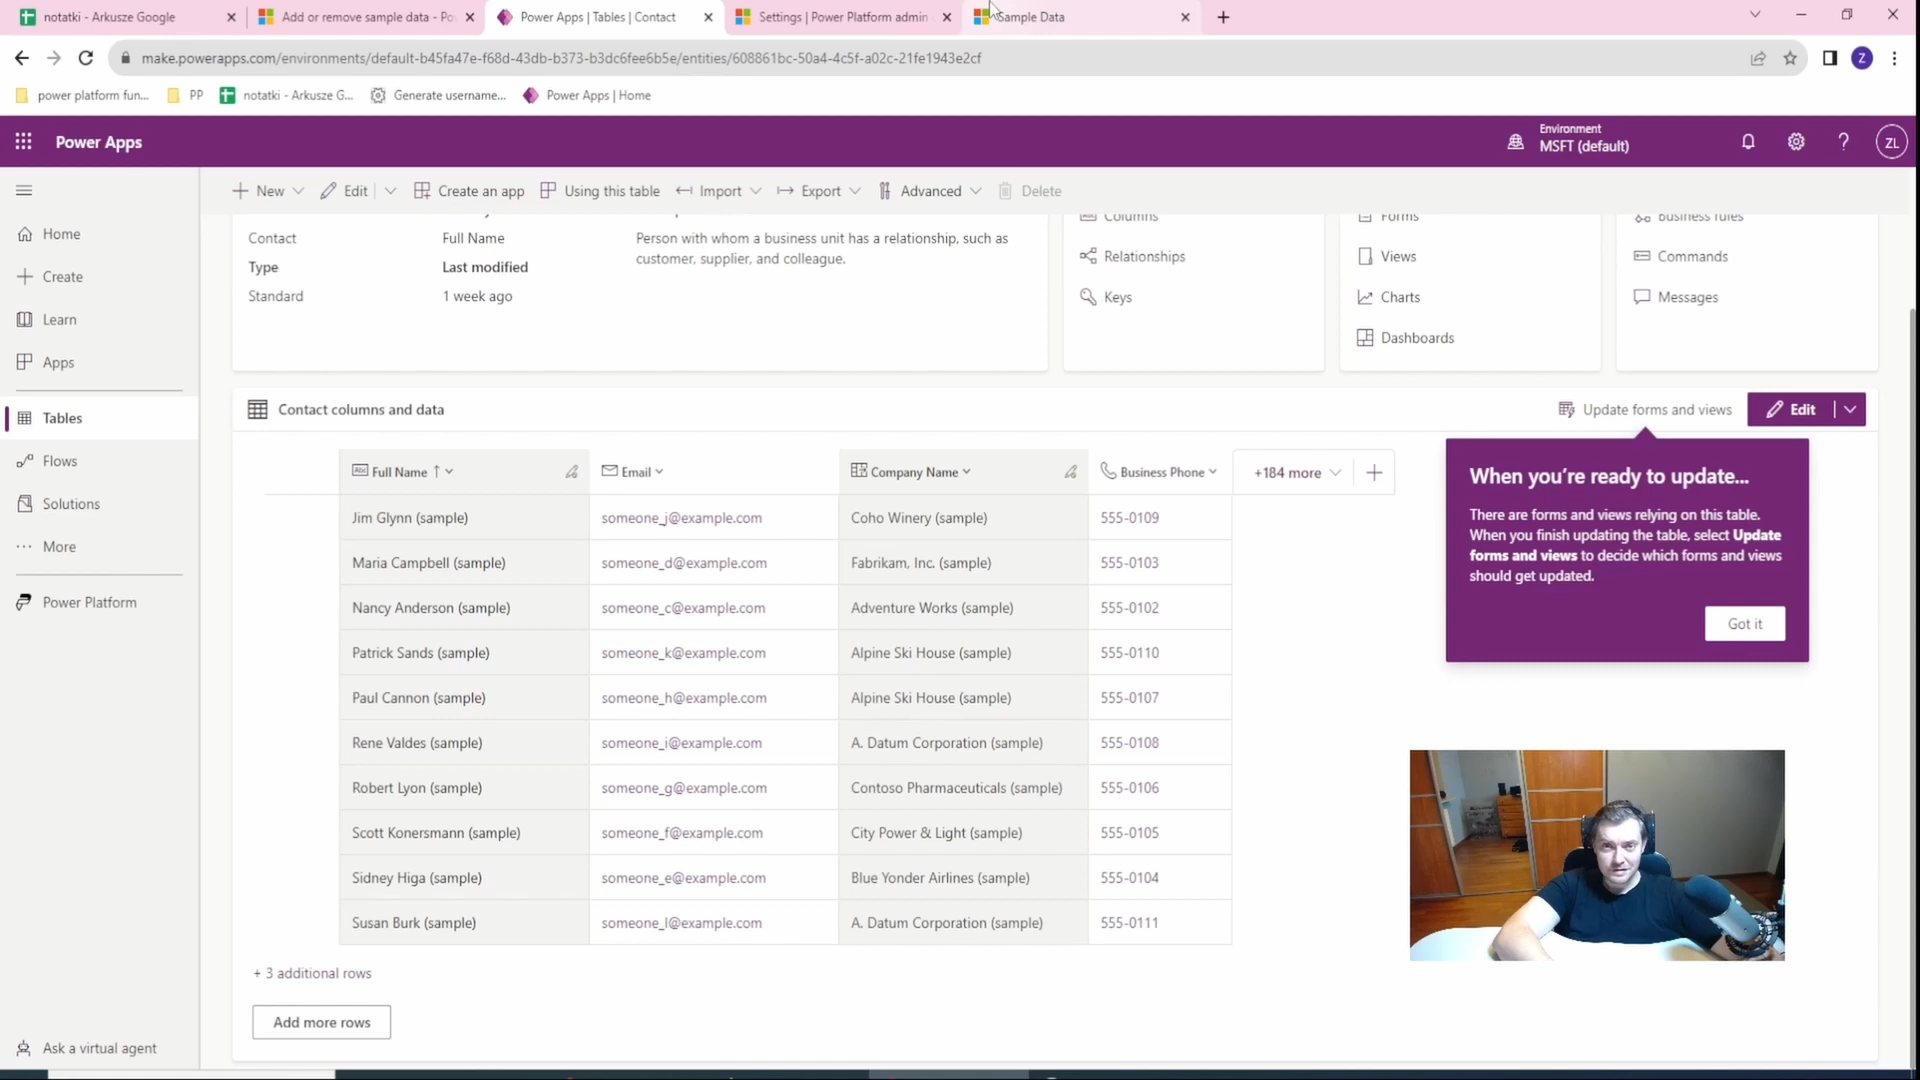 notatki - Arkusze Google
Add or remove sample data - Po
Power Apps | Tables | Contact
Settings | Power Platform admin
Sample Data
make.powerapps.com/environments/default-b45fa47e-f68d-43db-b373-b3dc6fee6b5e/entities/608861bc-50a4-4c5f-a02c-21fe1943e2cf
Z
power platform fun...
PP
notatki - Arkusze G...
Generate username...
Power Apps | Home
Power Apps
Environment
MSFT (default)
ZL
New
Edit
Create an app
Using this table
Import
Export
Advanced
Delete
Home
Create
Learn
Apps
Tables
Flows
Solutions
More
Power Platform
Ask a virtual agent
Contact
Full Name
Type
Last modified
Standard
1 week ago
Person with whom a business unit has a relationship, such as
customer, supplier, and colleague.
Columns
Relationships
Keys
Forms
Views
Charts
Dashboards
Business rules
Commands
Messages
Contact columns and data
Update forms and views
Edit
Full Name
Email
Company Name
Business Phone
+184 more
Jim Glynn (sample) someone_j@example.com Coho Winery (sample) 555-0109
Maria Campbell (sample) someone_d@example.com Fabrikam, Inc. (sample) 555-0103
Nancy Anderson (sample) someone_c@example.com Adventure Works (sample) 555-0102
Patrick Sands (sample) someone_k@example.com Alpine Ski House (sample) 555-0110
Paul Cannon (sample) someone_h@example.com Alpine Ski House (sample) 555-0107
Rene Valdes (sample) someone_i@example.com A. Datum Corporation (sample) 555-0108
Robert Lyon (sample) someone_g@example.com Contoso Pharmaceuticals (sample) 555-0106
Scott Konersmann (sample) someone_f@example.com City Power & Light (sample) 555-0105
Sidney Higa (sample) someone_e@example.com Blue Yonder Airlines (sample) 555-0104
Susan Burk (sample) someone_l@example.com A. Datum Corporation (sample) 555-0111
+ 3 additional rows
Add more rows
When you're ready to update...
There are forms and views relying on this table.
When you finish updating the table, select Update
forms and views to decide which forms and views
should get updated.
Got it